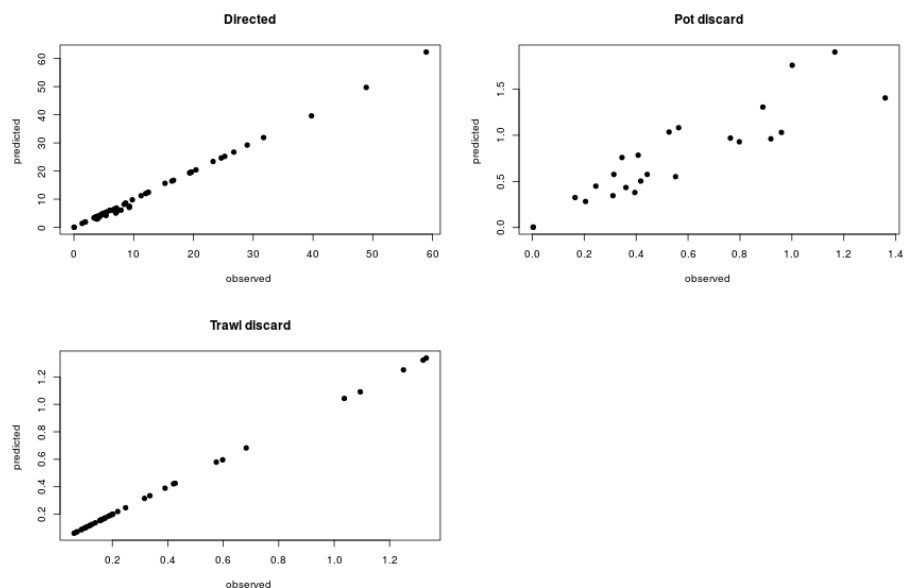 Directed
predicted
0 10 20 30 40 50 60
0 10 20 30 40 50 60
observed
Pot discard
predicted
0.0 0.5 1.0 1.5
0.0 0.2 0.4 0.6 0.8 1.0 1.2 1.4
observed
Trawl discard
predicted
0.2 0.4 0.6 0.8 1.0 1.2
0.2 0.4 0.6 0.8 1.0 1.2
observed